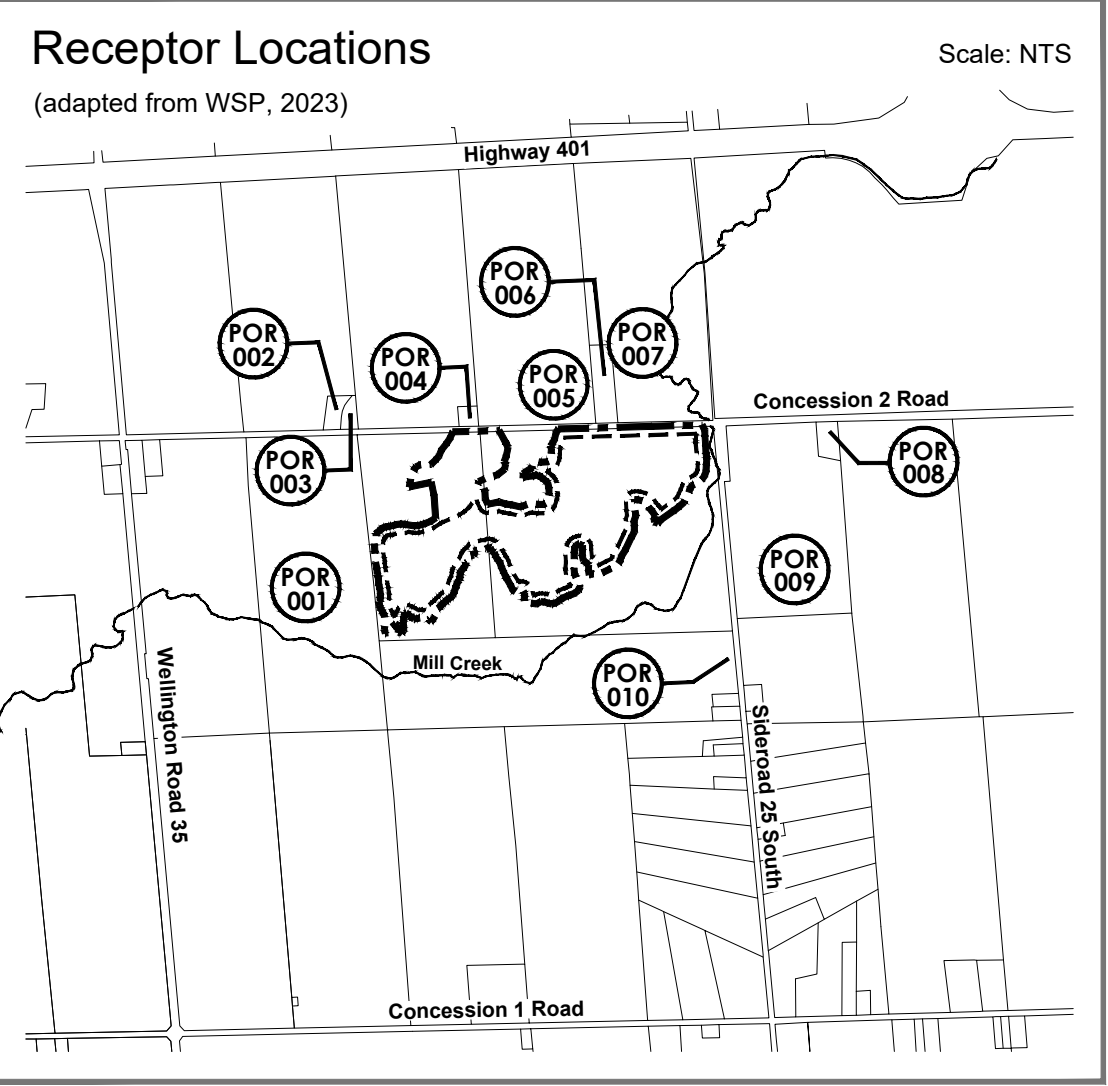 Receptor Locations
Scale: NTS
(adapted from WSP, 2023)
Highway 401
POR
006
POR
002
POR
007
POR
004
POR
005
Concession 2 Road
POR
003
POR
008
POR
009
POR
001
Mill Creek
POR
010
Wellington Road 35
Sideroad 25 South
Concession 1 Road